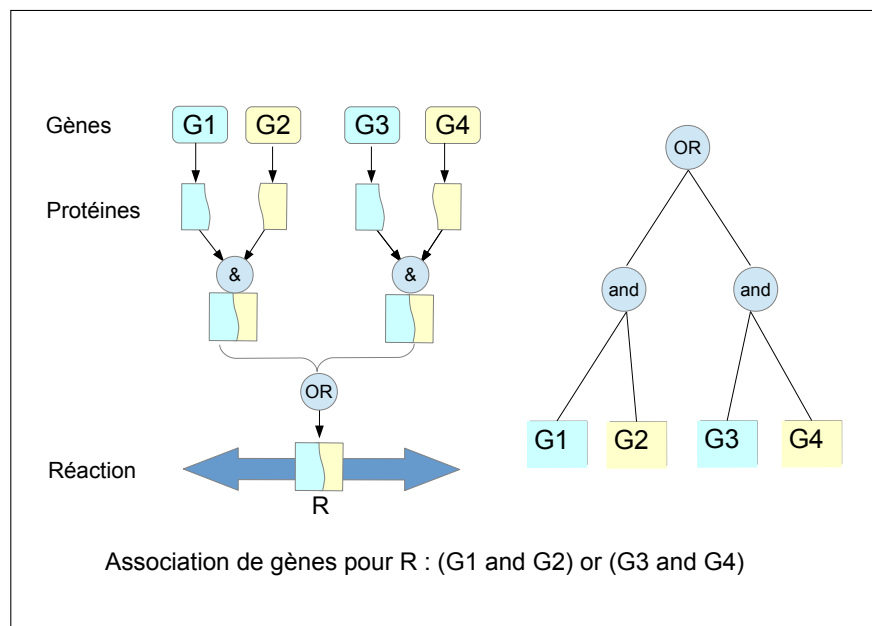 Gènes
G1 G2 G3 G4
Protéines
& &
OR
Réaction
R
OR
and and
G1 G2 G3 G4
Association de gènes pour R : (G1 and G2) or (G3 and G4)